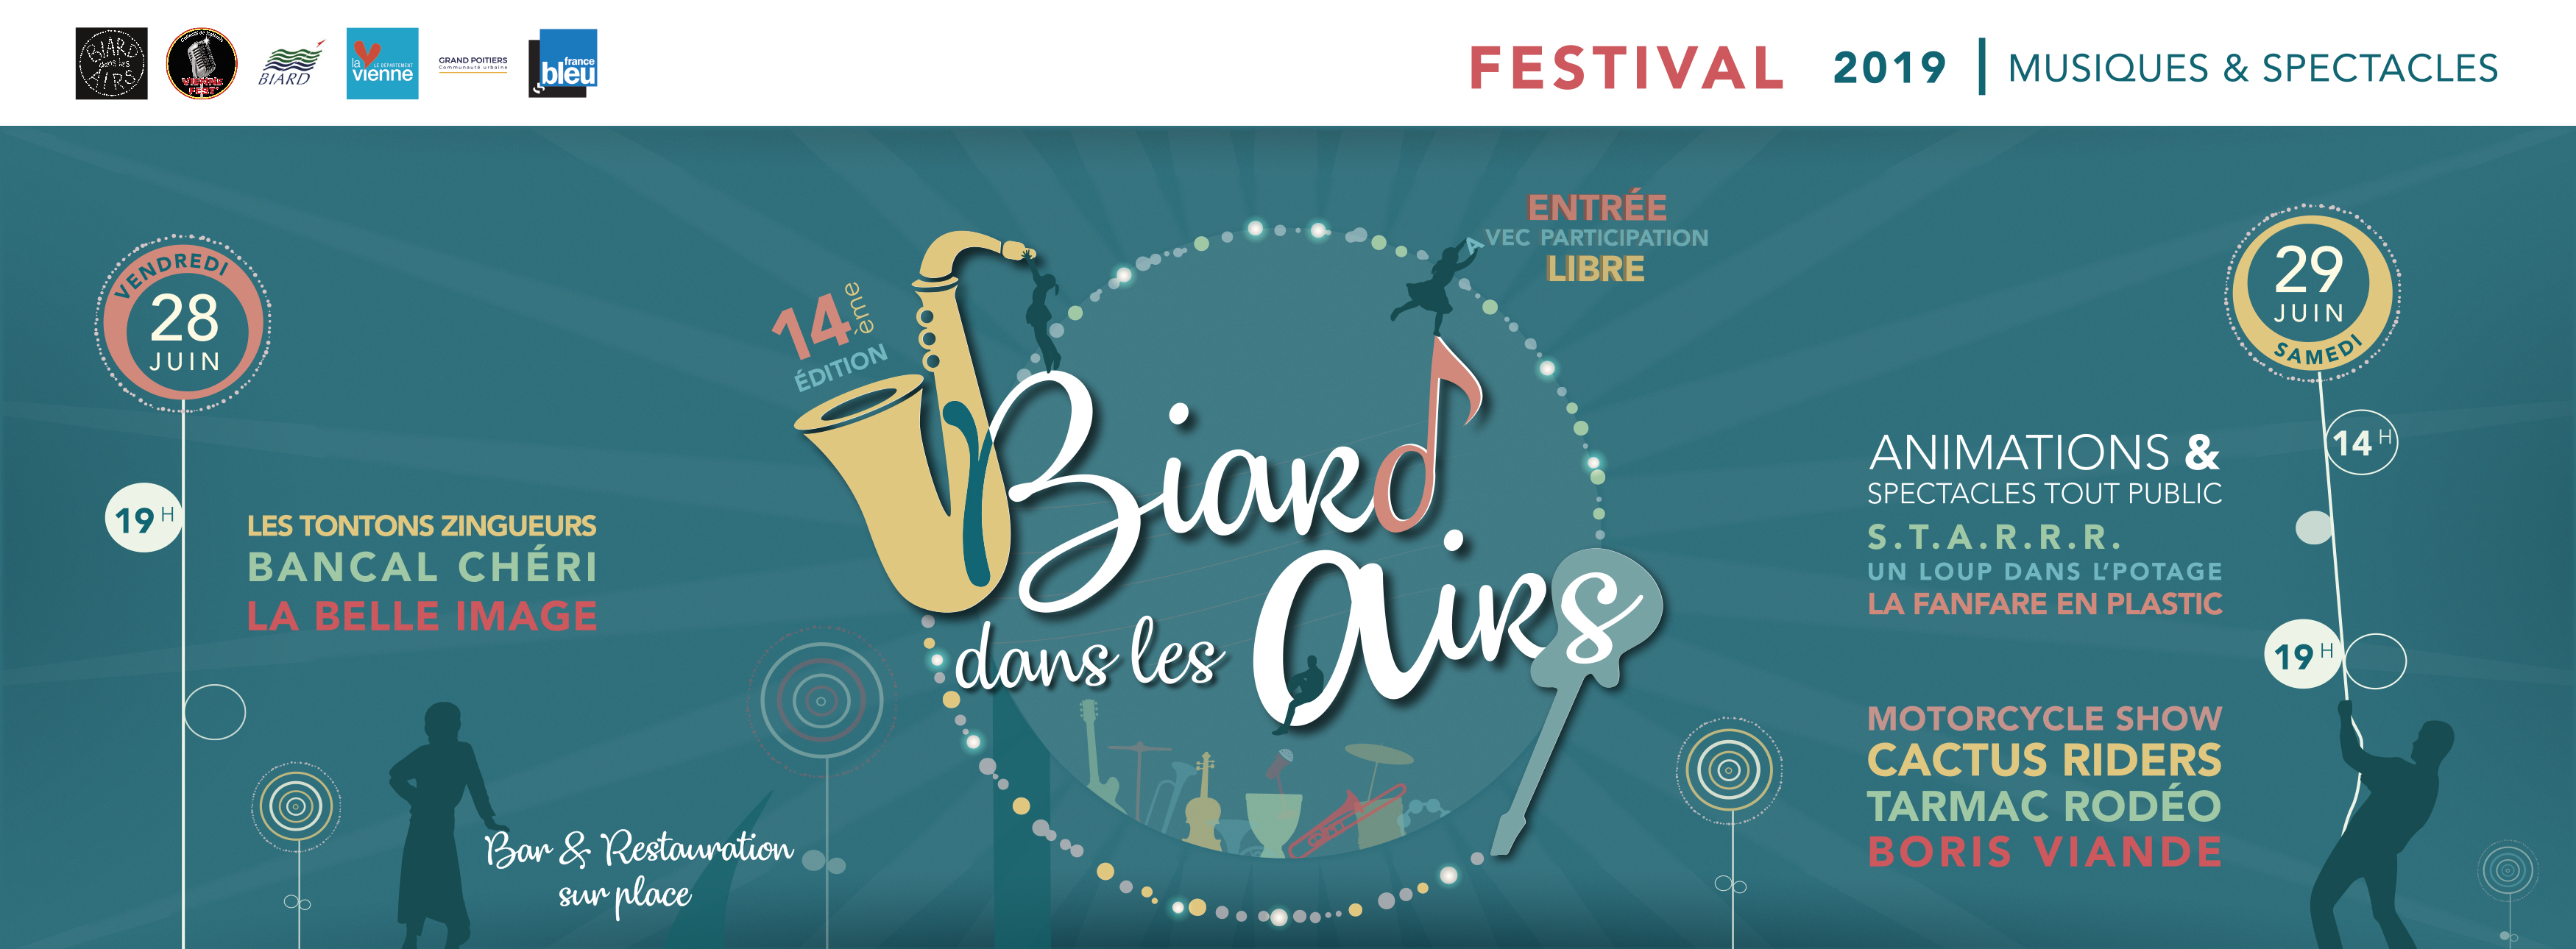 BIARD
dans les
AIRS
VIENNE
FEST'
BIARD
la
LE DÉPARTEMENT
vienne
GRAND POITIERS
Communauté urbaine
france
bleu
FESTIVAL 2019 | MUSIQUES & SPECTACLES
VENDREDI
28
JUIN
19 H
LES TONTONS ZINGUEURS
BANCAL CHÉRI
LA BELLE IMAGE
Bar & Restauration
sur place
14ème
ÉDITION
Biard
dans les airs
ENTRÉE
AVEC PARTICIPATION
LIBRE
29
JUIN
SAMEDI
14 H
ANIMATIONS &
SPECTACLES TOUT PUBLIC
S.T.A.R.R.R.
UN LOUP DANS L'POTAGE
LA FANFARE EN PLASTIC
19 H
MOTORCYCLE SHOW
CACTUS RIDERS
TARMAC RODÉO
BORIS VIANDE